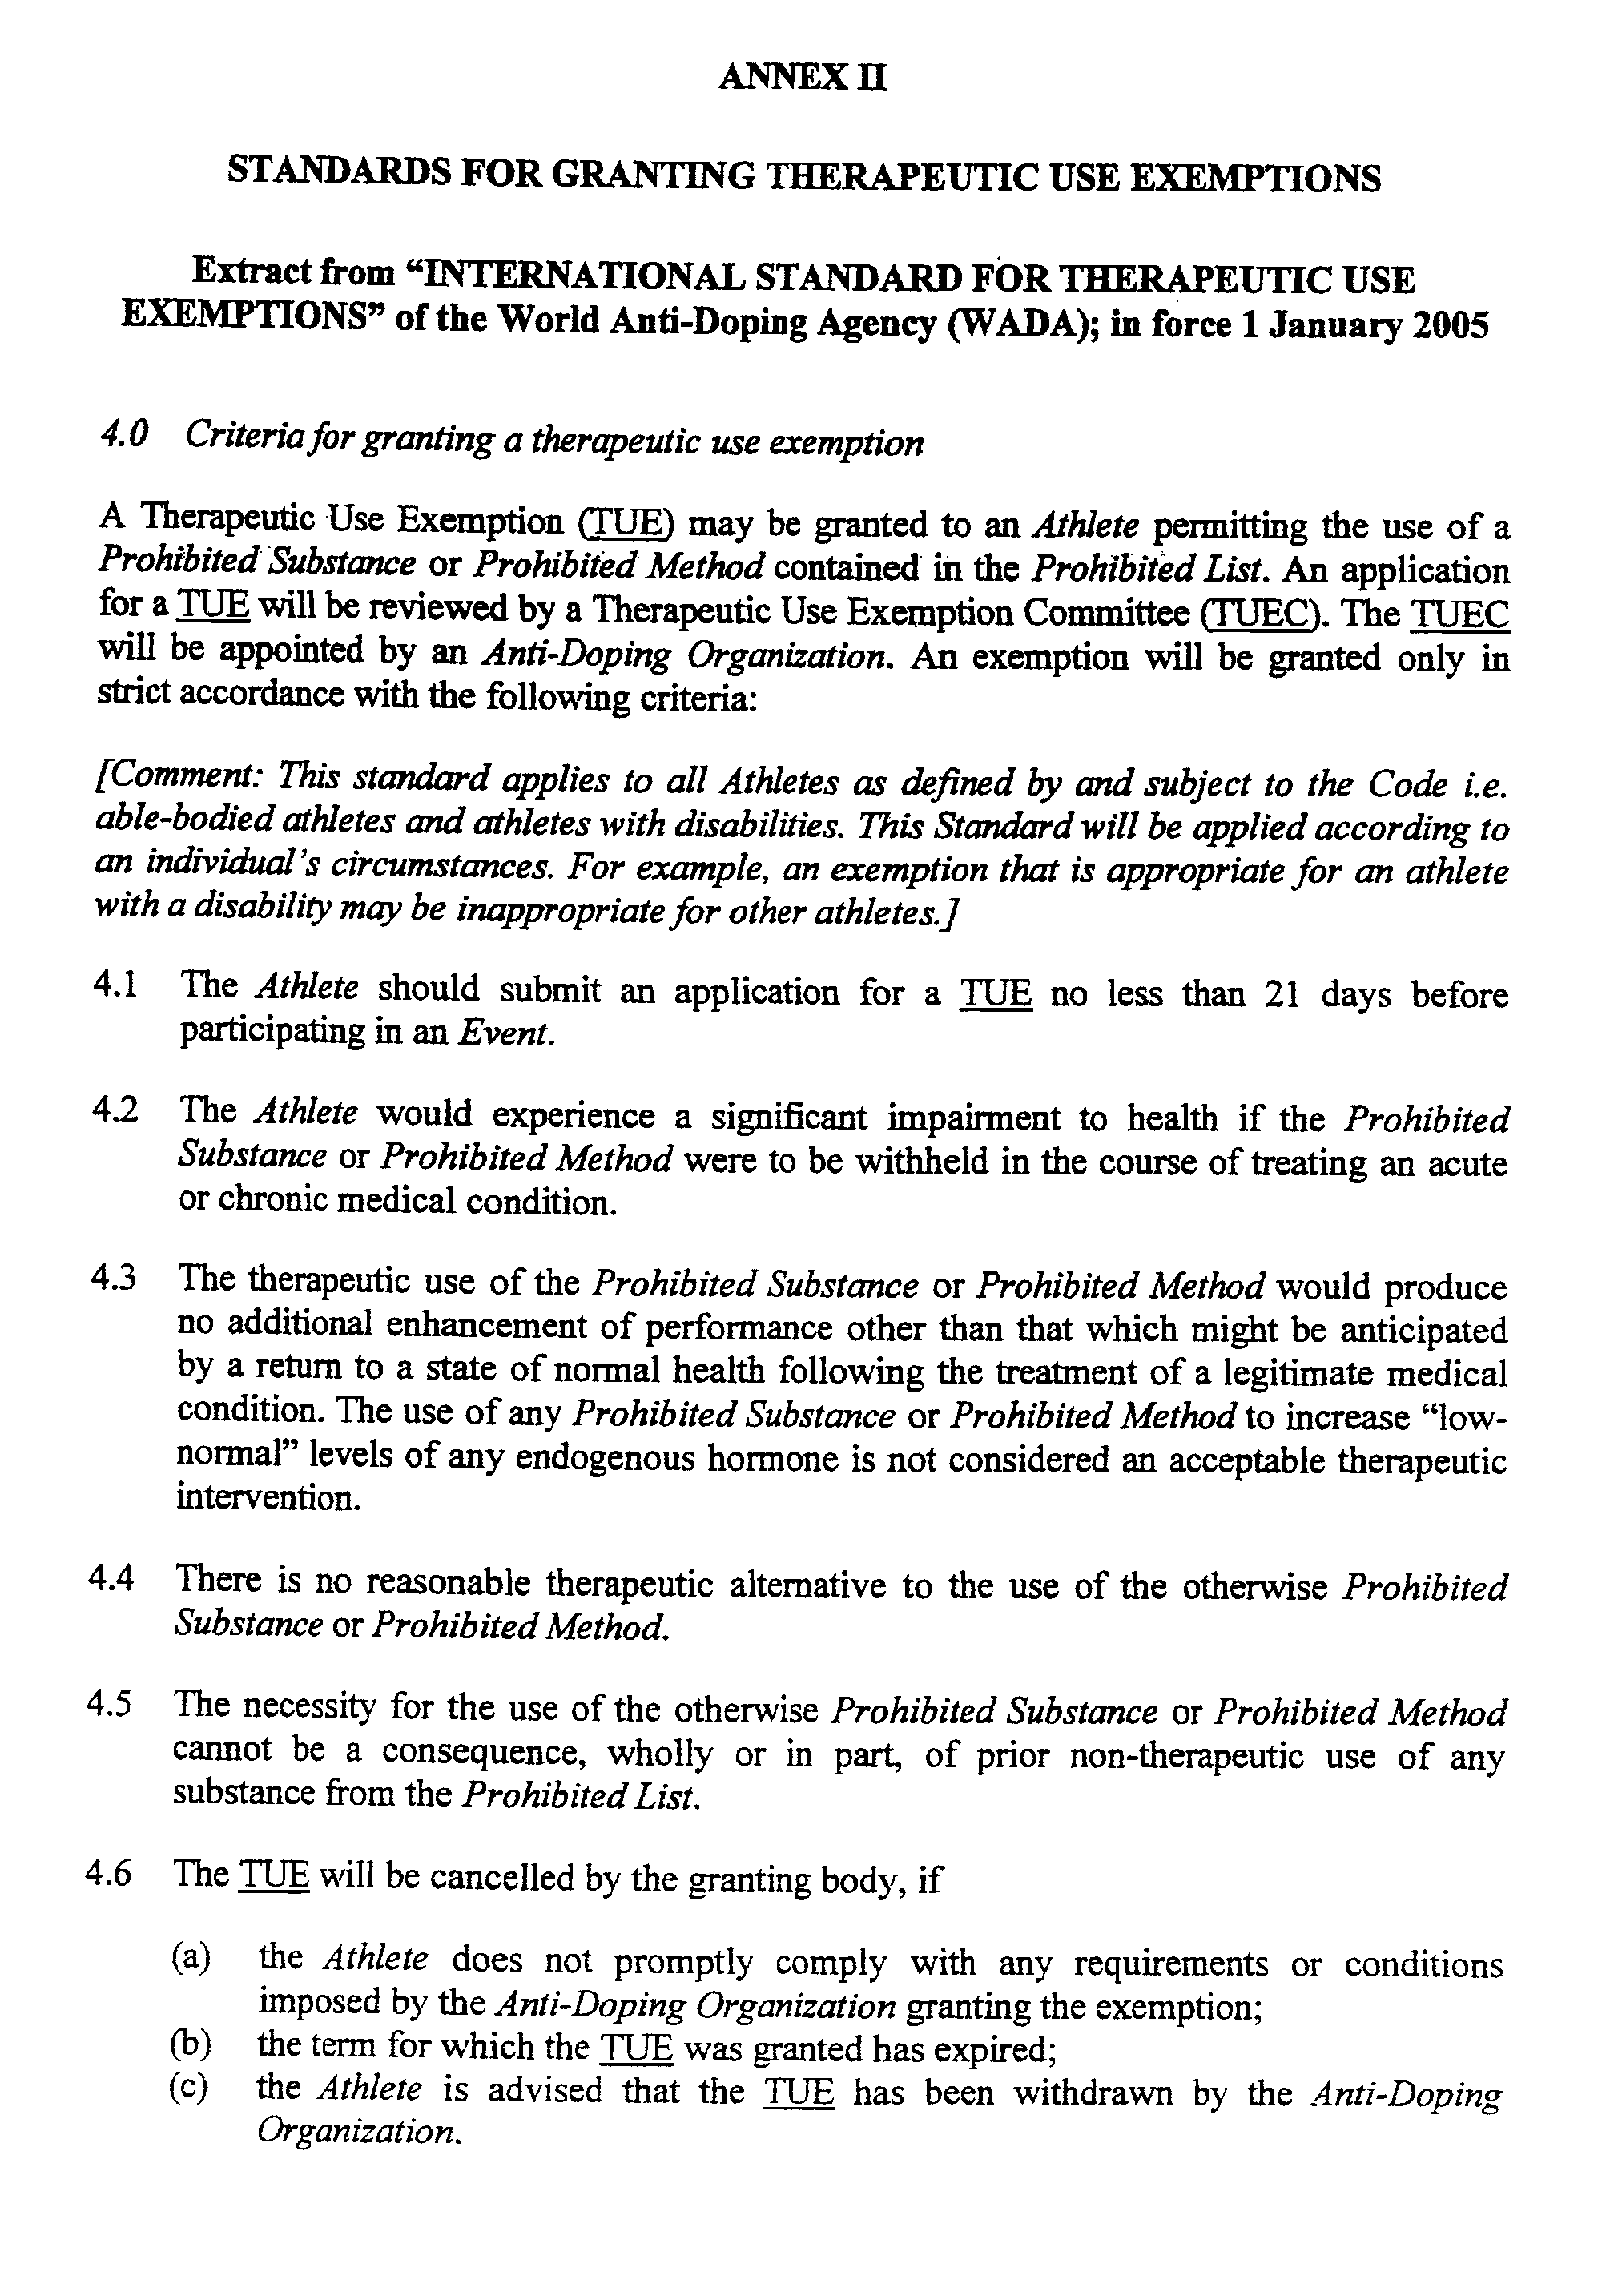 ANNEX II
STANDARDS FOR GRANTING THERAPEUTIC USE EXEMPTIONS
Extract from “INTERNATIONAL STANDARD FOR THERAPEUTIC USE
EXEMPTIONS” of the World Anti-Doping Agency (WADA); in force 1 January 2005
4.0 Criteria for granting a therapeutic use exemption
A Therapeutic Use Exemption (TUE) may be granted to an Athlete permitting the use of a
Prohibited Substance or Prohibited Method contained in the Prohibited List. An application
for a TUE will be reviewed by a Therapeutic Use Exemption Committee (TUEC). The TUEC
will be appointed by an Anti-Doping Organization. An exemption will be granted only in
strict accordance with the following criteria:
[Comment: This standard applies to all Athletes as defined by and subject to the Code i.e.
able-bodied athletes and athletes with disabilities. This Standard will be applied according to
an individual’s circumstances. For example, an exemption that is appropriate for an athlete
with a disability may be inappropriate for other athletes.]
4.1 The Athlete should submit an application for a TUE no less than 21 days before
participating in an Event.
4.2 The Athlete would experience a significant impairment to health if the Prohibited
Substance or Prohibited Method were to be withheld in the course of treating an acute
or chronic medical condition.
4.3 The therapeutic use of the Prohibited Substance or Prohibited Method would produce
no additional enhancement of performance other than that which might be anticipated
by a return to a state of normal health following the treatment of a legitimate medical
condition. The use of any Prohibited Substance or Prohibited Method to increase “low-
normal” levels of any endogenous hormone is not considered an acceptable therapeutic
intervention.
4.4 There is no reasonable therapeutic alternative to the use of the otherwise Prohibited
Substance or Prohibited Method.
4.5 The necessity for the use of the otherwise Prohibited Substance or Prohibited Method
cannot be a consequence, wholly or in part, of prior non-therapeutic use of any
substance from the Prohibited List.
4.6 The TUE will be cancelled by the granting body, if
(a) the Athlete does not promptly comply with any requirements or conditions
imposed by the Anti-Doping Organization granting the exemption;
(b) the term for which the TUE was granted has expired;
(c) the Athlete is advised that the TUE has been withdrawn by the Anti-Doping
Organization.